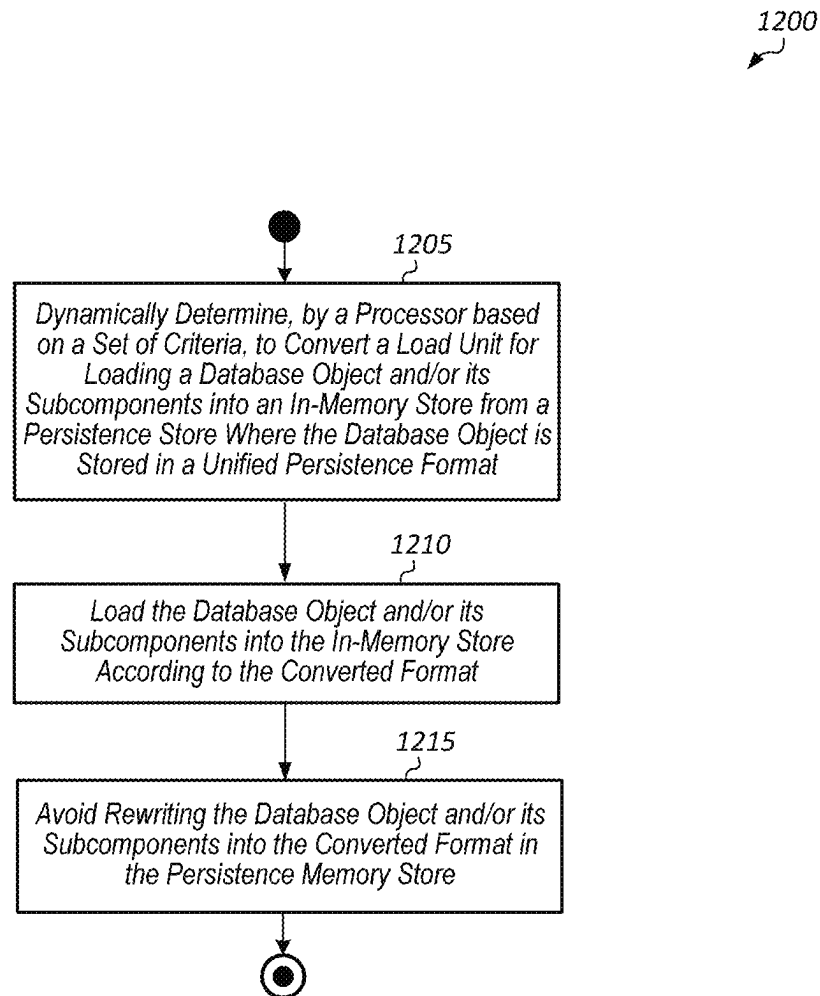 1200
1205
Dynamically Determine, by a Processor based
on a Set of Criteria, to Convert a Load Unit for
Loading a Database Object and/or its
Subcomponents into an In-Memory Store from a
Persistence Store Where the Database Object is
Stored in a Unified Persistence Format
1210
Load the Database Object and/or its
Subcomponents into the In-Memory Store
According to the Converted Format
1215
Avoid Rewriting the Database Object and/or its
Subcomponents into the Converted Format in
the Persistence Memory Store